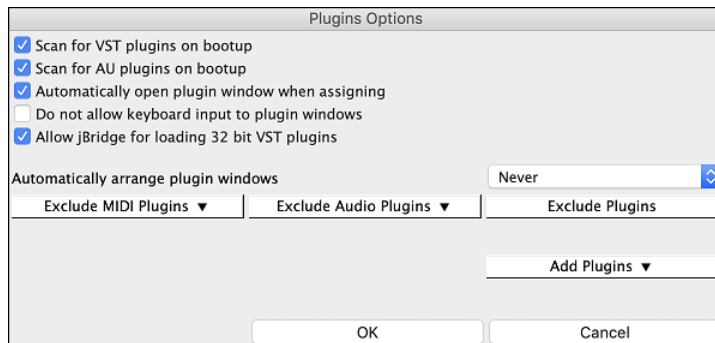 Plugins Options
Scan for VST plugins on bootup
Scan for AU plugins on bootup
Automatically open plugin window when assigning
Do not allow keyboard input to plugin windows
Allow jBridge for loading 32 bit VST plugins
Automatically arrange plugin windows Never
Exclude MIDI Plugins ▼ Exclude Audio Plugins ▼ Exclude Plugins
Add Plugins ▼
OK Cancel